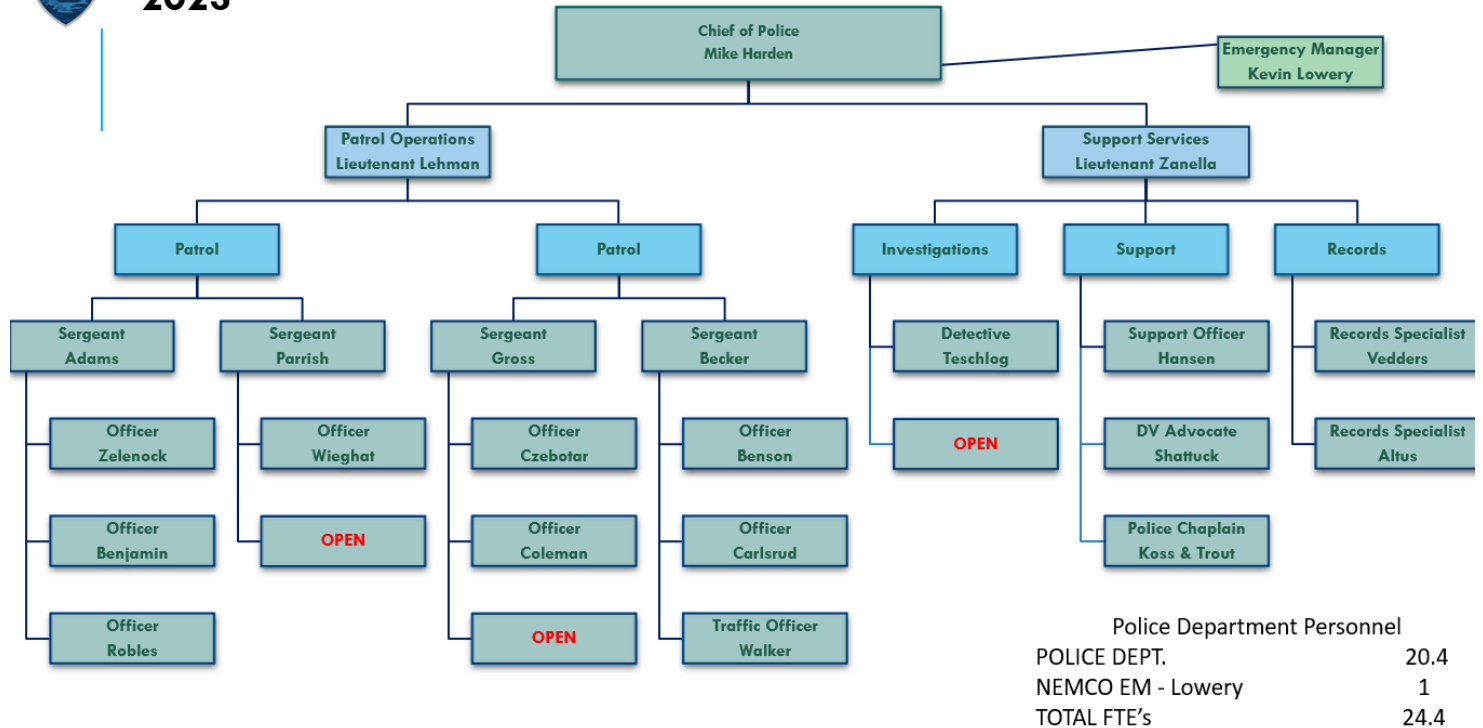 2023
Chief of Police
Mike Harden
Emergency Manager
Kevin Lowery
Patrol Operations
Lieutenant Lehman
Support Services
Lieutenant Zanella
Patrol
Patrol
Investigations
Support
Records
Sergeant
Adams
Sergeant
Parrish
Sergeant
Gross
Sergeant
Becker
Detective
Teschlog
Support Officer
Hansen
Records Specialist
Vedders
Officer
Zelenock
Officer
Wieghat
Officer
Czebotar
Officer
Benson
OPEN
DV Advocate
Shattuck
Records Specialist
Altus
Officer
Benjamin
OPEN
Officer
Coleman
Officer
Carlsrud
Police Chaplain
Koss & Trout
Officer
Robles
OPEN
Traffic Officer
Walker
Police Department Personnel
POLICE DEPT. 20.4
NEMCO EM - Lowery 1
TOTAL FTE's 24.4